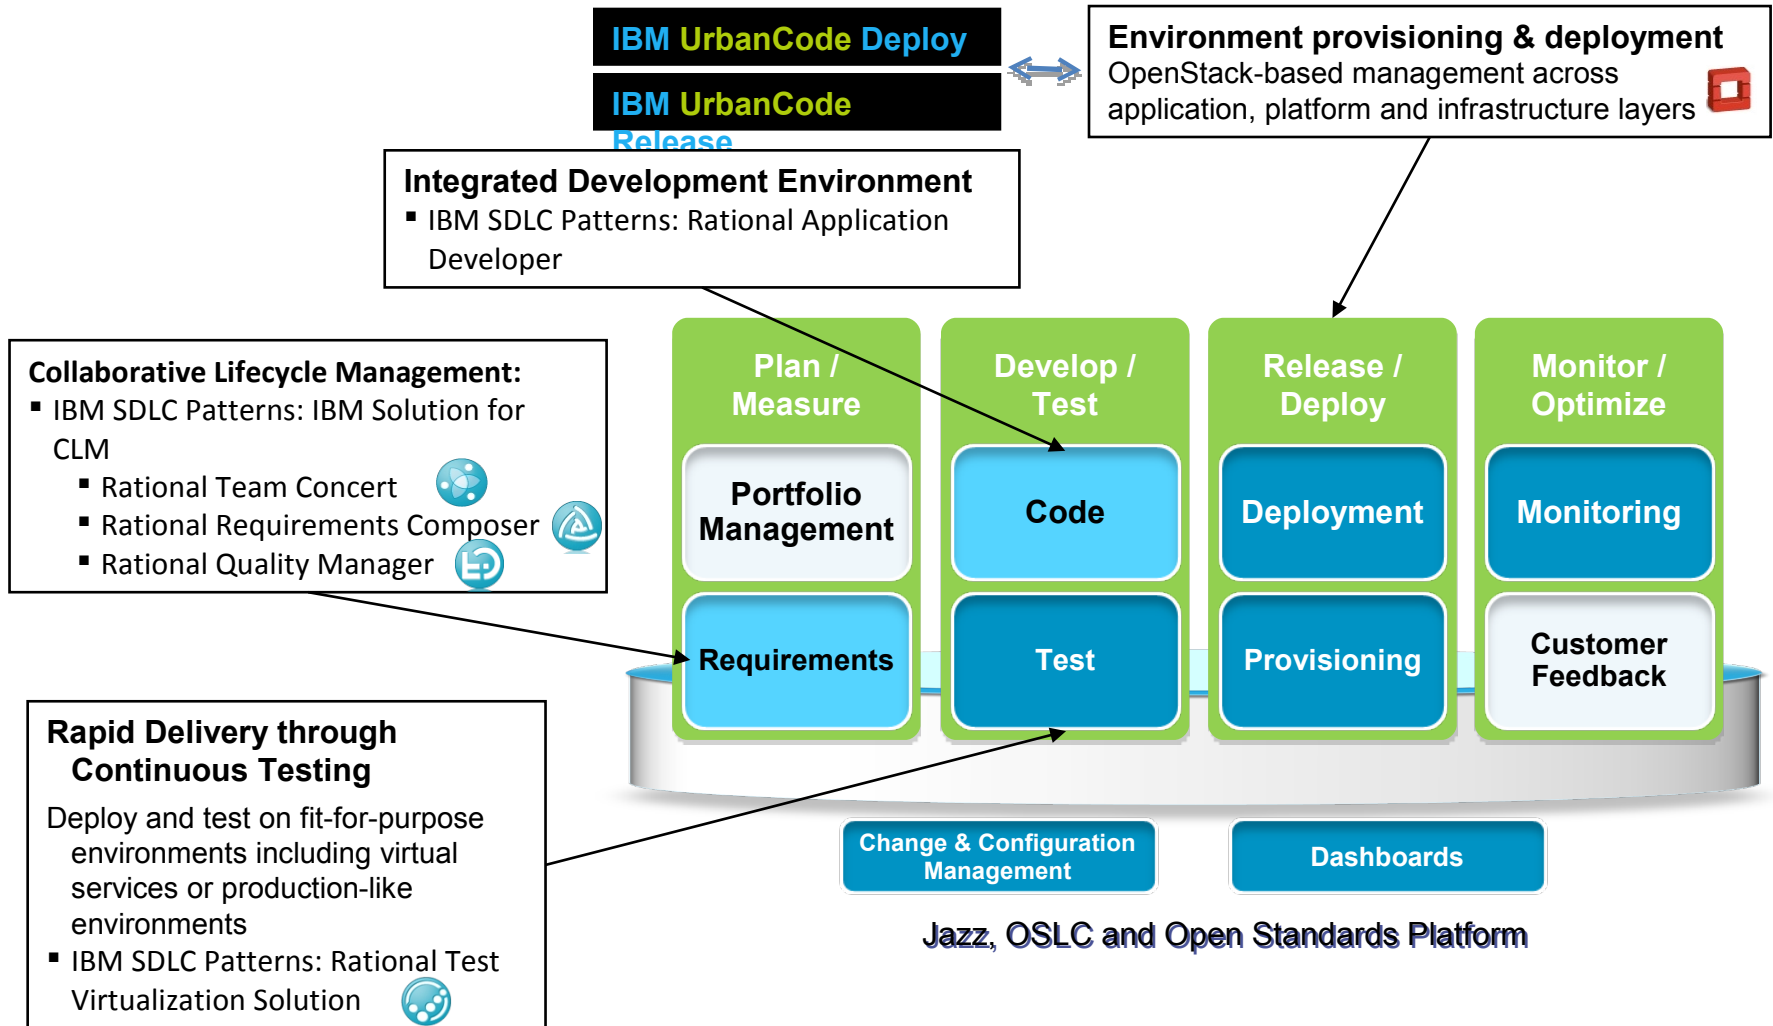 IBM UrbanCode Deploy
IBM UrbanCode
Release
Environment provisioning & deployment
OpenStack-based management across
application, platform and infrastructure layers
Integrated Development Environment
▪ IBM SDLC Patterns: Rational Application
Developer
Collaborative Lifecycle Management:
▪ IBM SDLC Patterns: IBM Solution for
CLM
▪ Rational Team Concert
▪ Rational Requirements Composer
▪ Rational Quality Manager
Rapid Delivery through
Continuous Testing
Deploy and test on fit-for-purpose
environments including virtual
services or production-like
environments
▪ IBM SDLC Patterns: Rational Test
Virtualization Solution
Plan /
Measure
Portfolio
Management
Requirements
Develop /
Test
Code
Test
Release /
Deploy
Deployment
Provisioning
Monitor /
Optimize
Monitoring
Customer
Feedback
Change & Configuration
Management
Dashboards
Jazz, OSLC and Open Standards Platform